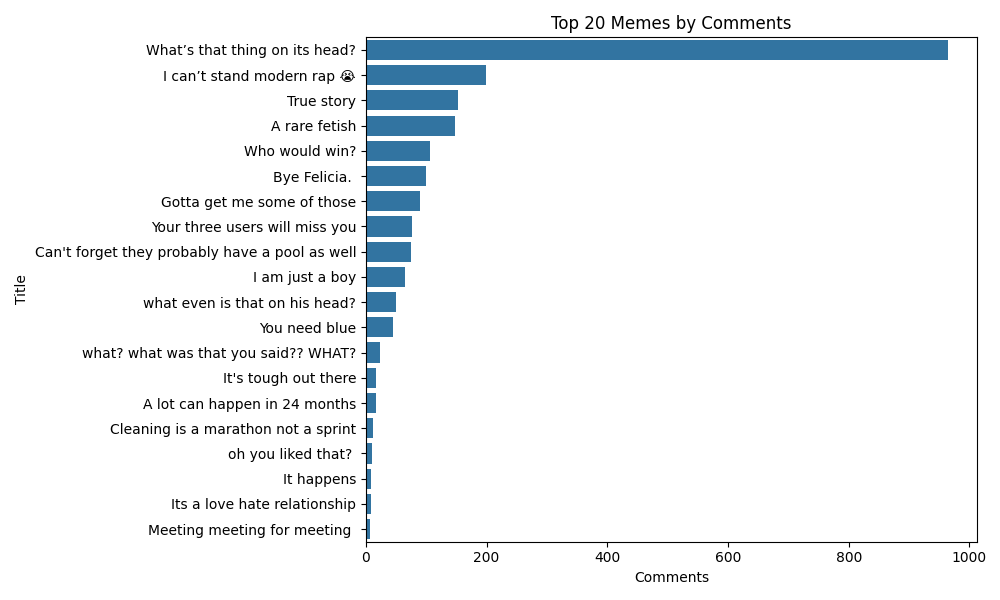 Top 20 Memes by Comments
What’s that thing on its head?
I can’t stand modern rap 😭
True story
A rare fetish
Who would win?
Bye Felicia.
Gotta get me some of those
Your three users will miss you
Can't forget they probably have a pool as well
I am just a boy
what even is that on his head?
You need blue
what? what was that you said?? WHAT?
It's tough out there
A lot can happen in 24 months
Cleaning is a marathon not a sprint
oh you liked that?
It happens
Its a love hate relationship
Meeting meeting for meeting
Title
0 200 400 600 800 1000
Comments